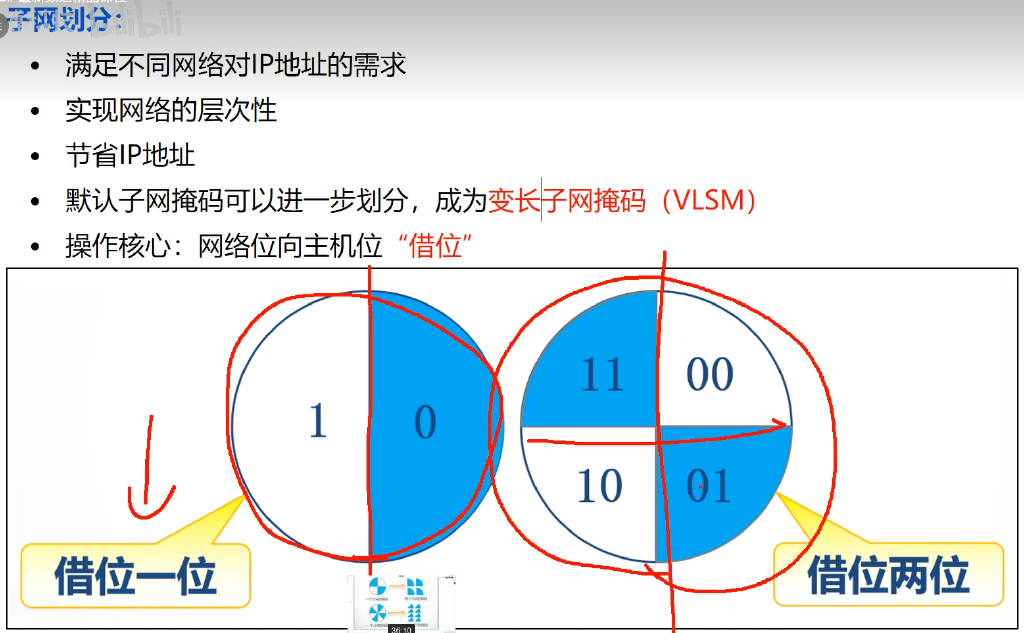 子网划分：
bilibili
• 满足不同网络对IP地址的需求
• 实现网络的层次性
• 节省IP地址
• 默认子网掩码可以进一步划分，成为变长子网掩码（VLSM）
• 操作核心：网络位向主机位“借位”
1 0
11 00
10 01
借位一位
借位两位
36:10